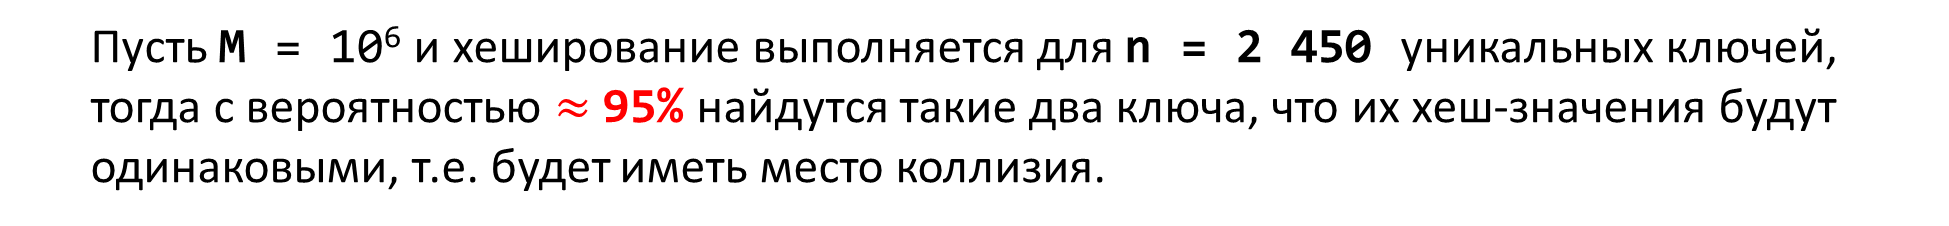 Пусть M = 10⁶ и хеширование выполняется для n = 2 450 уникальных ключей,
тогда с вероятностью ≈ 95% найдутся такие два ключа, что их хеш-значения будут
одинаковыми, т.е. будет иметь место коллизия.